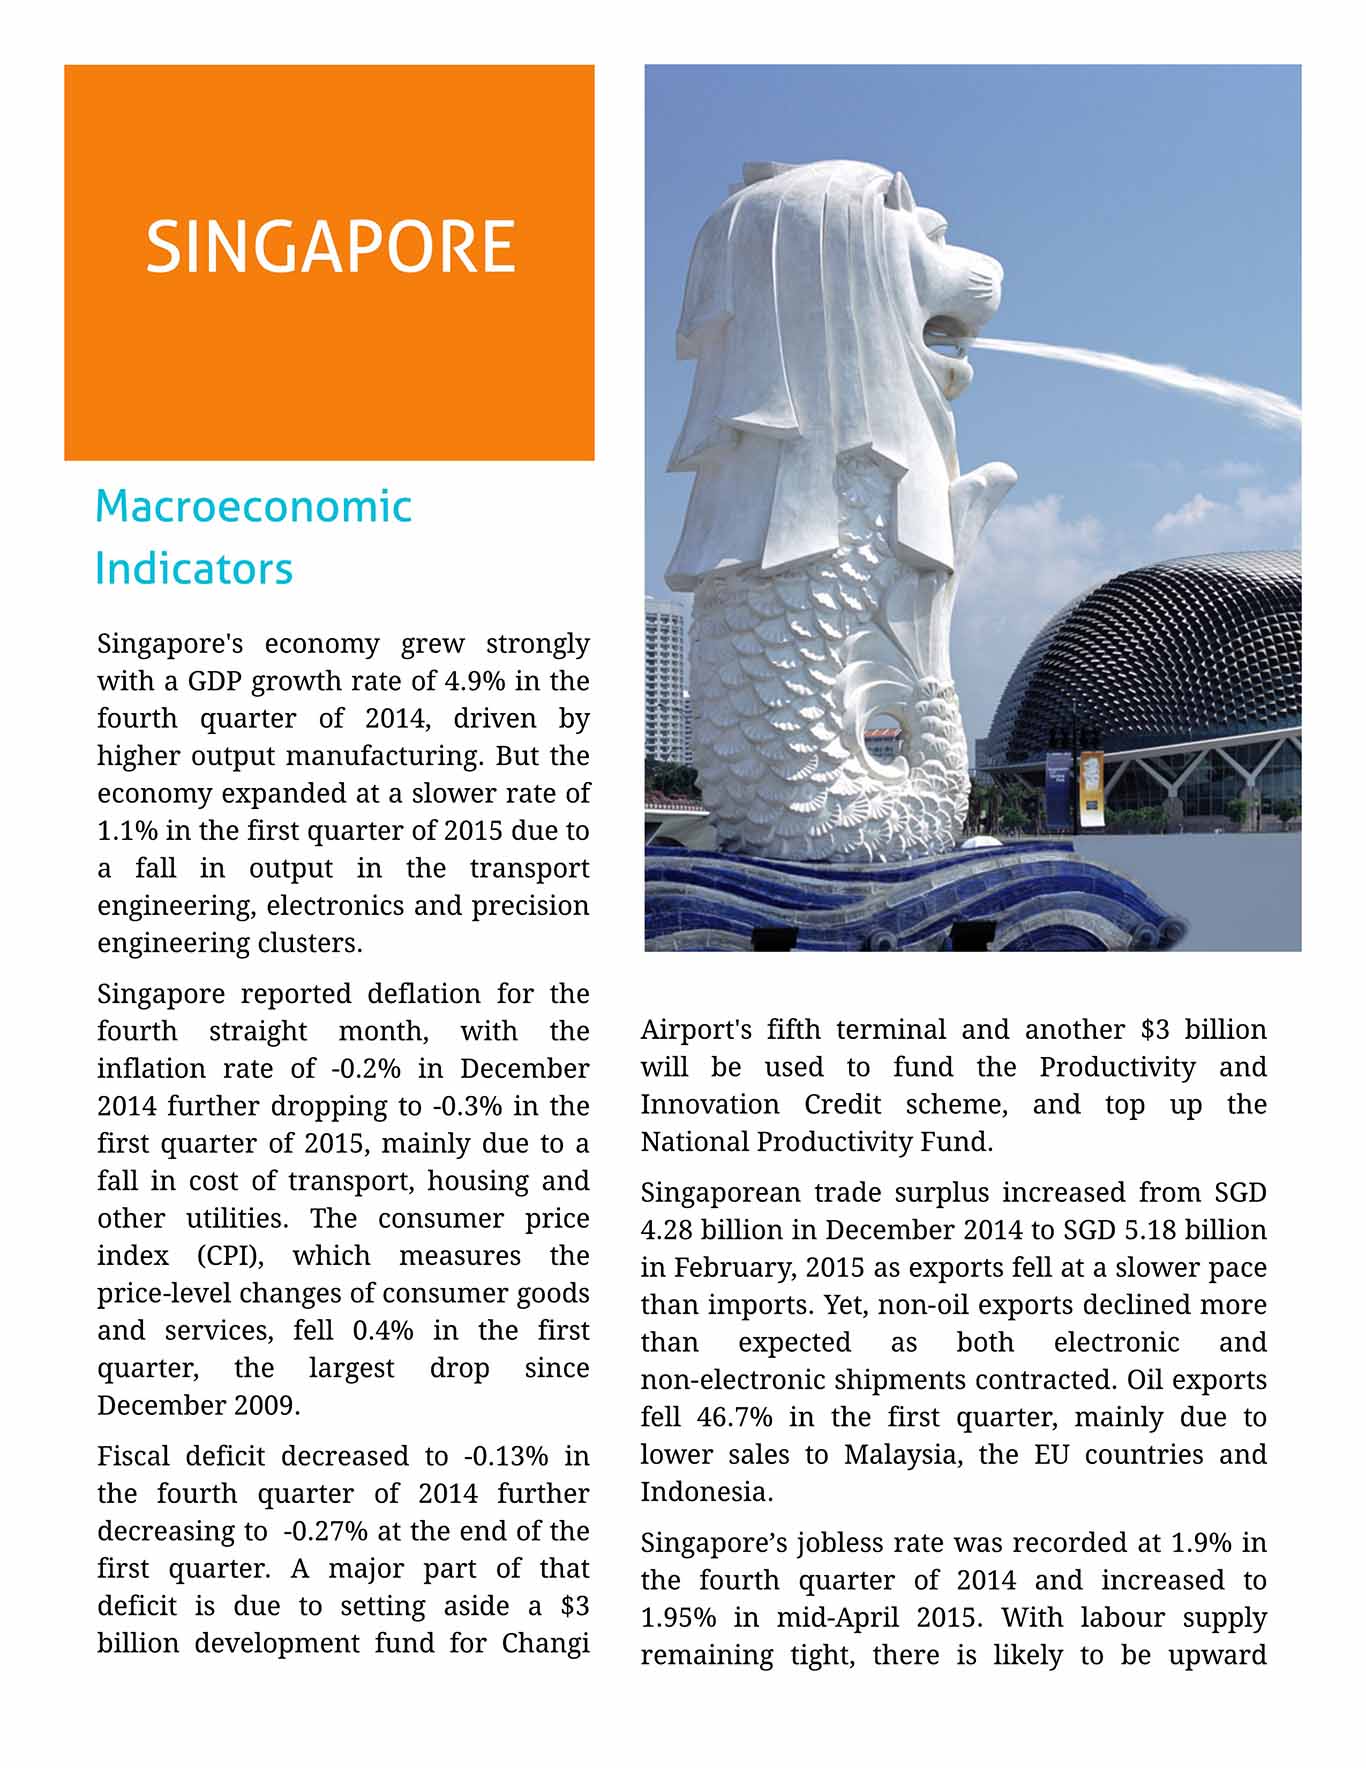 SINGAPORE
Macroeconomic
Indicators
Singapore's economy grew strongly
with a GDP growth rate of 4.9% in the
fourth quarter of 2014, driven by
higher output manufacturing. But the
economy expanded at a slower rate of
1.1% in the first quarter of 2015 due to
a fall in output in the transport
engineering, electronics and precision
engineering clusters.
Singapore reported deflation for the
fourth straight month, with the
inflation rate of -0.2% in December
2014 further dropping to -0.3% in the
first quarter of 2015, mainly due to a
fall in cost of transport, housing and
other utilities. The consumer price
index (CPI), which measures the
price-level changes of consumer goods
and services, fell 0.4% in the first
quarter, the largest drop since
December 2009.
Fiscal deficit decreased to -0.13% in
the fourth quarter of 2014 further
decreasing to -0.27% at the end of the
first quarter. A major part of that
deficit is due to setting aside a $3
billion development fund for Changi
Airport's fifth terminal and another $3 billion
will be used to fund the Productivity and
Innovation Credit scheme, and top up the
National Productivity Fund.
Singaporean trade surplus increased from SGD
4.28 billion in December 2014 to SGD 5.18 billion
in February, 2015 as exports fell at a slower pace
than imports. Yet, non-oil exports declined more
than expected as both electronic and
non-electronic shipments contracted. Oil exports
fell 46.7% in the first quarter, mainly due to
lower sales to Malaysia, the EU countries and
Indonesia.
Singapore’s jobless rate was recorded at 1.9% in
the fourth quarter of 2014 and increased to
1.95% in mid-April 2015. With labour supply
remaining tight, there is likely to be upward